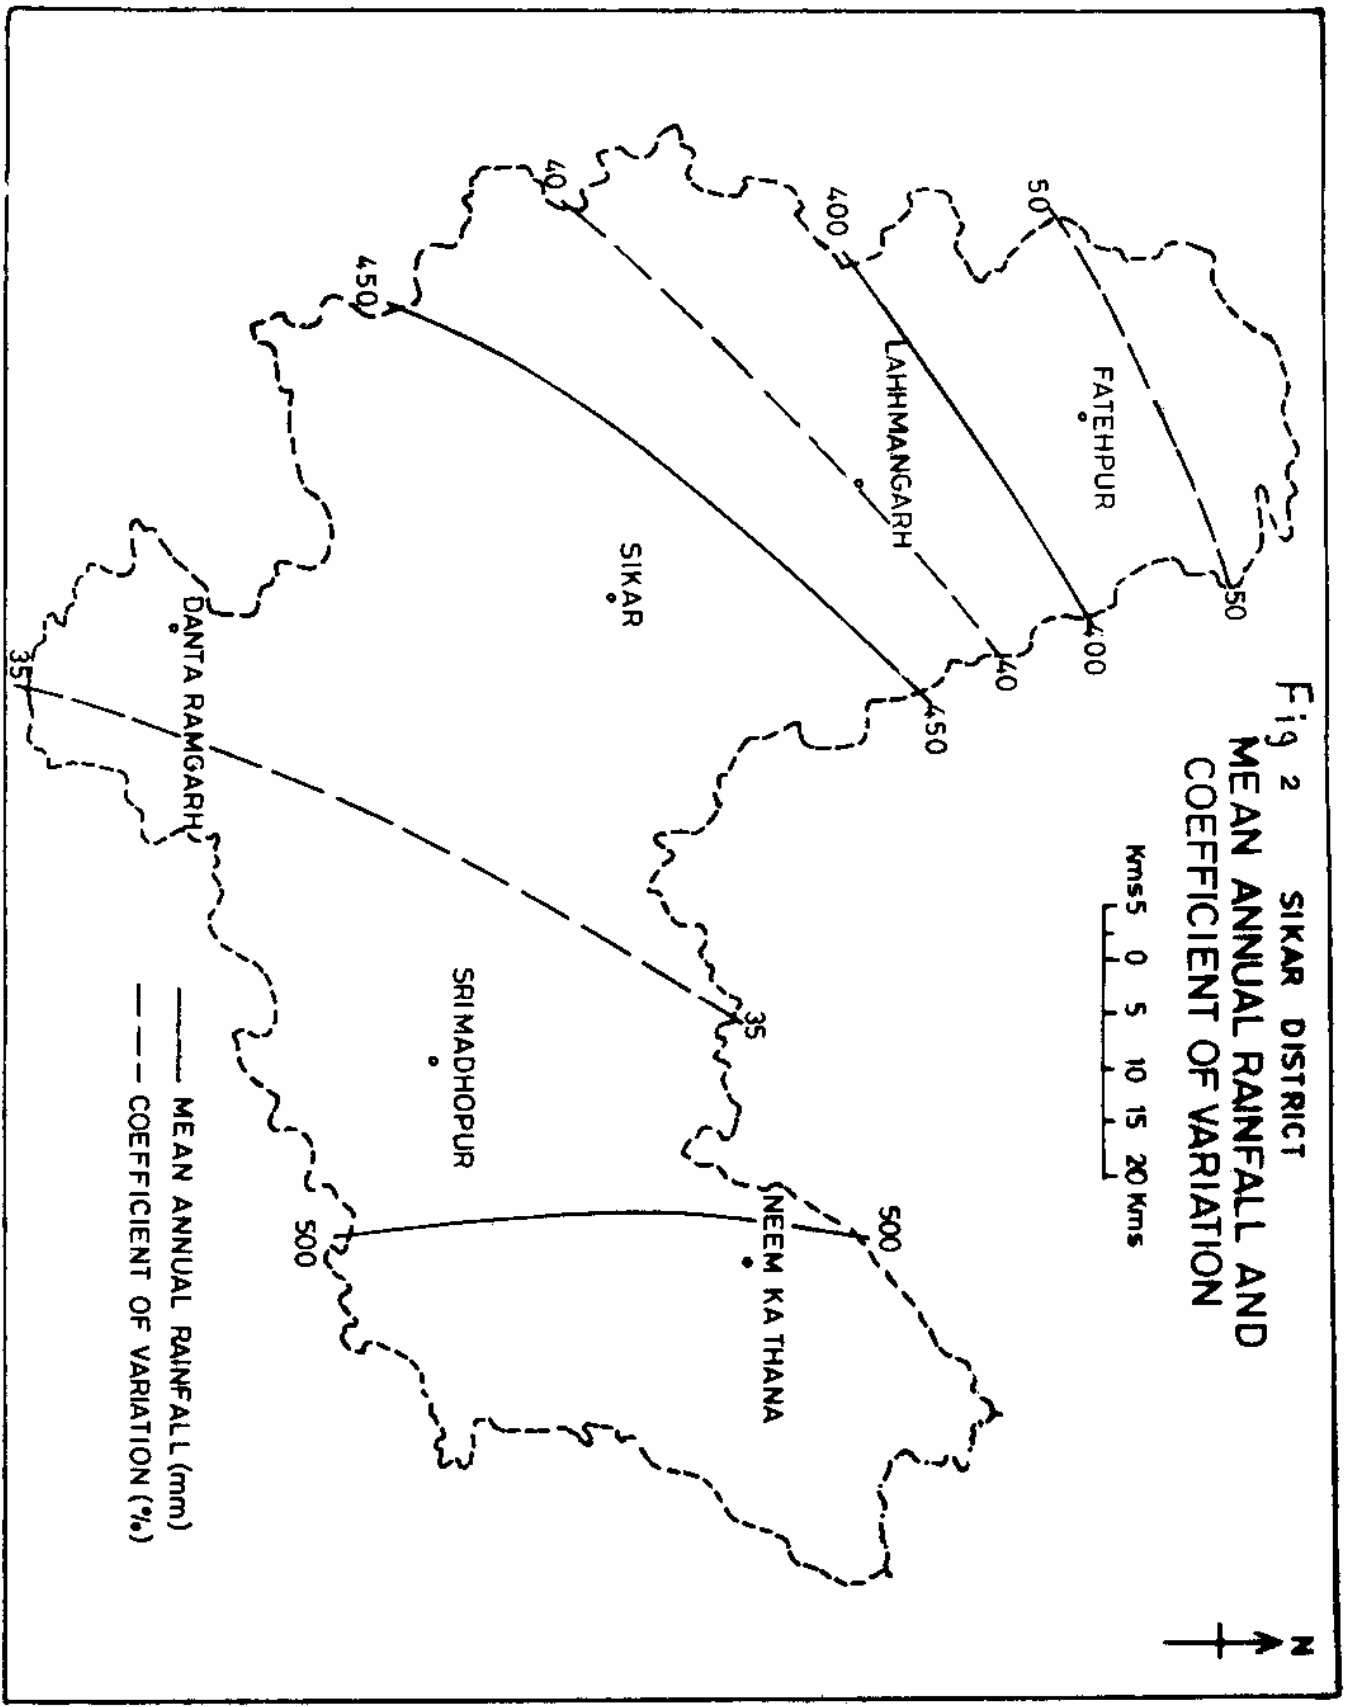 Fig 2 SIKAR DISTRICT
MEAN ANNUAL RAINFALL AND
COEFFICIENT OF VARIATION
N
Kms 5 0 5 10 15 20 Kms
50
50
FATEHPUR
400
400
LAHHMANGARH
40
40
450
450
SIKAR
35
35
DANTA RAMGARH
SRIMADHOPUR
500
500
NEEM KA THANA
MEAN ANNUAL RAINFALL (mm)
COEFFICIENT OF VARIATION (%)